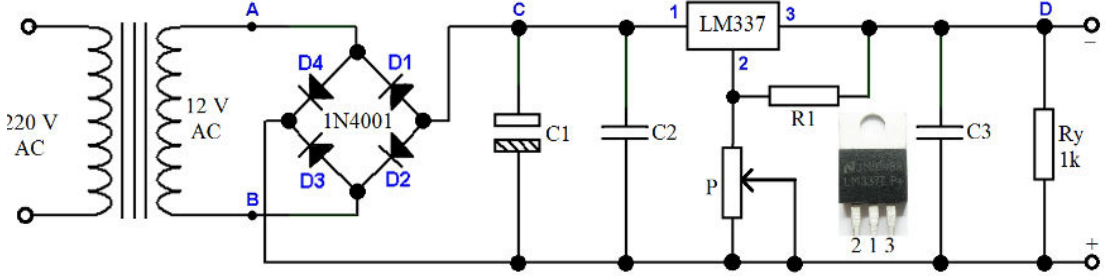 A
C
1
LM337
3
D
−
D4
D1
2
220 V
AC
12 V
AC
1N4001
C1
C2
R1
C3
Ry
1k
D3
D2
P
LM337T P+
B
2 1 3
+